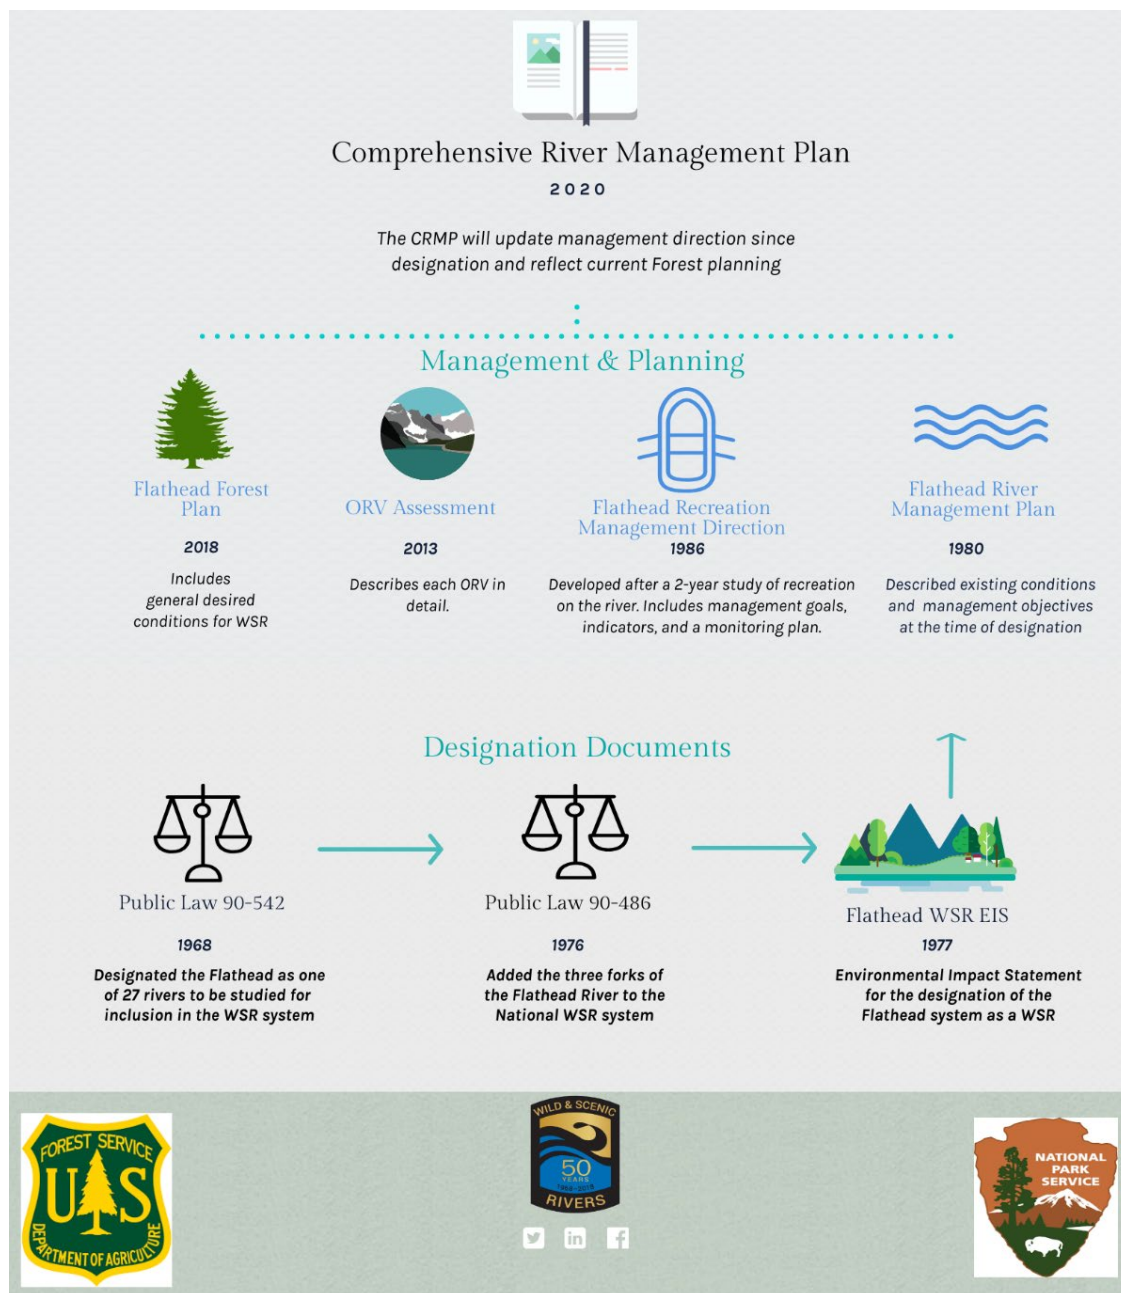 Comprehensive River Management Plan
2020
The CRMP will update management direction since
designation and reflect current Forest planning
Management & Planning
Flathead Forest
Plan
2018
Includes
general desired
conditions for WSR
ORV Assessment
2013
Describes each ORV in
detail.
Flathead Recreation
Management Direction
1986
Developed after a 2-year study of recreation
on the river. Includes management goals,
indicators, and a monitoring plan.
Flathead River
Management Plan
1980
Described existing conditions
and management objectives
at the time of designation
Designation Documents
Public Law 90-542
1968
Designated the Flathead as one
of 27 rivers to be studied for
inclusion in the WSR system
Public Law 90-486
1976
Added the three forks of
the Flathead River to the
National WSR system
Flathead WSR EIS
1977
Environmental Impact Statement
for the designation of the
Flathead system as a WSR
FOREST SERVICE
US
DEPARTMENT OF AGRICULTURE
WILD & SCENIC
50
YEARS
1968-2018
RIVERS
NATIONAL
PARK
SERVICE